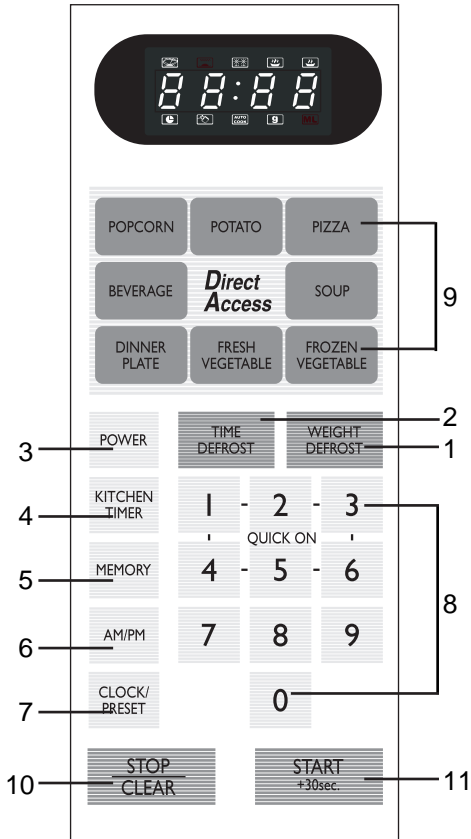 88:88
AUTO COOK
g
ML
POPCORN POTATO PIZZA
BEVERAGE Direct Access SOUP
DINNER PLATE FRESH VEGETABLE FROZEN VEGETABLE
9
3 POWER
TIME DEFROST
2
WEIGHT DEFROST
1
4 KITCHEN TIMER
1 - 2 - 3
QUICK ON
5 MEMORY
4 - 5 - 6
8
6 AM/PM
7 8 9
7 CLOCK/ PRESET
0
10 STOP
CLEAR
START
+30sec.
11